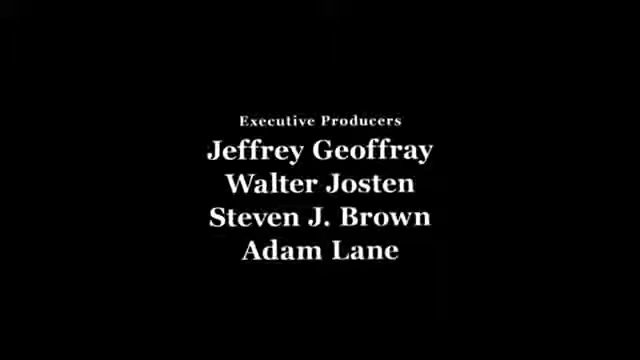 Executive Producers
Jeffrey Geoffray
Walter Josten
Steven J. Brown
Adam Lane